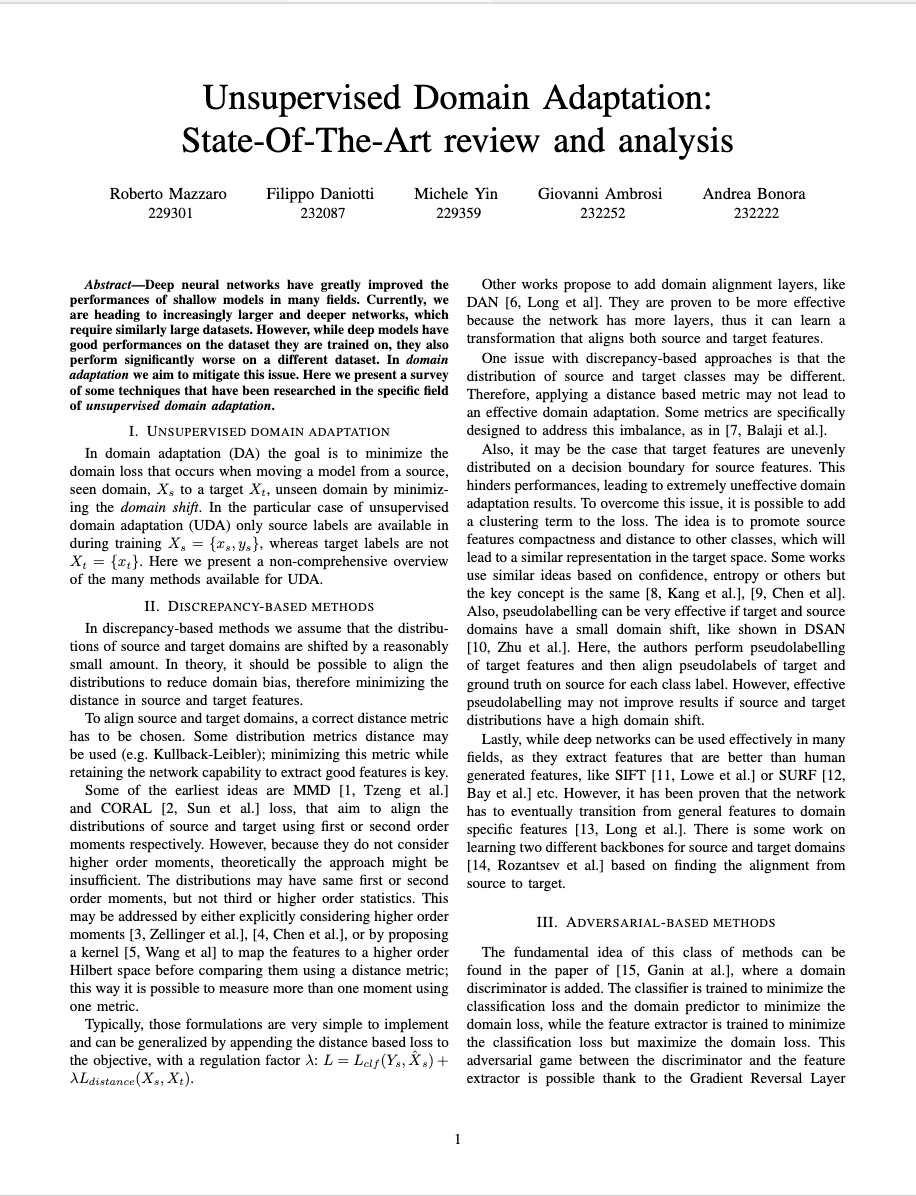 Unsupervised Domain Adaptation:
State-Of-The-Art review and analysis
Roberto Mazzaro Filippo Daniotti Michele Yin Giovanni Ambrosi Andrea Bonora
229301 232087 229359 232252 232222
Abstract—Deep neural networks have greatly improved the
performances of shallow models in many fields. Currently, we
are heading to increasingly larger and deeper networks, which
require similarly large datasets. However, while deep models have
good performances on the dataset they are trained on, they also
perform significantly worse on a different dataset. In domain
adaptation we aim to mitigate this issue. Here we present a survey
of some techniques that have been researched in the specific field
of unsupervised domain adaptation.
I. UNSUPERVISED DOMAIN ADAPTATION
In domain adaptation (DA) the goal is to minimize the
domain loss that occurs when moving a model from a source,
seen domain, Xₛ to a target Xₜ, unseen domain by minimiz-
ing the domain shift. In the particular case of unsupervised
domain adaptation (UDA) only source labels are available in
during training Xₛ = {xₛ, yₛ}, whereas target labels are not
Xₜ = {xₜ}. Here we present a non-comprehensive overview
of the many methods available for UDA.
II. DISCREPANCY-BASED METHODS
In discrepancy-based methods we assume that the distribu-
tions of source and target domains are shifted by a reasonably
small amount. In theory, it should be possible to align the
distributions to reduce domain bias, therefore minimizing the
distance in source and target features.
To align source and target domains, a correct distance metric
has to be chosen. Some distribution metrics distance may
be used (e.g. Kullback-Leibler); minimizing this metric while
retaining the network capability to extract good features is key.
Some of the earliest ideas are MMD [1, Tzeng et al.]
and CORAL [2, Sun et al.] loss, that aim to align the
distributions of source and target using first or second order
moments respectively. However, because they do not consider
higher order moments, theoretically the approach might be
insufficient. The distributions may have same first or second
order moments, but not third or higher order statistics. This
may be addressed by either explicitly considering higher order
moments [3, Zellinger et al.], [4, Chen et al.], or by proposing
a kernel [5, Wang et al] to map the features to a higher order
Hilbert space before comparing them using a distance metric;
this way it is possible to measure more than one moment using
one metric.
Typically, those formulations are very simple to implement
and can be generalized by appending the distance based loss to
the objective, with a regulation factor λ: L = L_clf(Yₛ, X̂ₛ) +
λL_distance(Xₛ, Xₜ).
Other works propose to add domain alignment layers, like
DAN [6, Long et al]. They are proven to be more effective
because the network has more layers, thus it can learn a
transformation that aligns both source and target features.
One issue with discrepancy-based approaches is that the
distribution of source and target classes may be different.
Therefore, applying a distance based metric may not lead to
an effective domain adaptation. Some metrics are specifically
designed to address this imbalance, as in [7, Balaji et al.].
Also, it may be the case that target features are unevenly
distributed on a decision boundary for source features. This
hinders performances, leading to extremely uneffective domain
adaptation results. To overcome this issue, it is possible to add
a clustering term to the loss. The idea is to promote source
features compactness and distance to other classes, which will
lead to a similar representation in the target space. Some works
use similar ideas based on confidence, entropy or others but
the key concept is the same [8, Kang et al.], [9, Chen et al].
Also, pseudolabelling can be very effective if target and source
domains have a small domain shift, like shown in DSAN
[10, Zhu et al.]. Here, the authors perform pseudolabelling
of target features and then align pseudolabels of target and
ground truth on source for each class label. However, effective
pseudolabelling may not improve results if source and target
distributions have a high domain shift.
Lastly, while deep networks can be used effectively in many
fields, as they extract features that are better than human
generated features, like SIFT [11, Lowe et al.] or SURF [12,
Bay et al.] etc. However, it has been proven that the network
has to eventually transition from general features to domain
specific features [13, Long et al.]. There is some work on
learning two different backbones for source and target domains
[14, Rozantsev et al.] based on finding the alignment from
source to target.
III. ADVERSARIAL-BASED METHODS
The fundamental idea of this class of methods can be
found in the paper of [15, Ganin at al.], where a domain
discriminator is added. The classifier is trained to minimize the
classification loss and the domain predictor to minimize the
domain loss, while the feature extractor is trained to minimize
the classification loss but maximize the domain loss. This
adversarial game between the discriminator and the feature
extractor is possible thank to the Gradient Reversal Layer
1